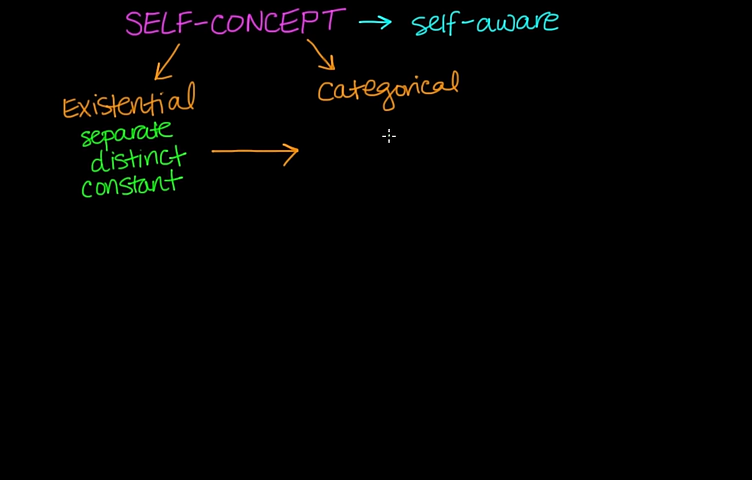 SELF-CONCEPT → self-aware
Existential
Categorical
separate
distinct
constant